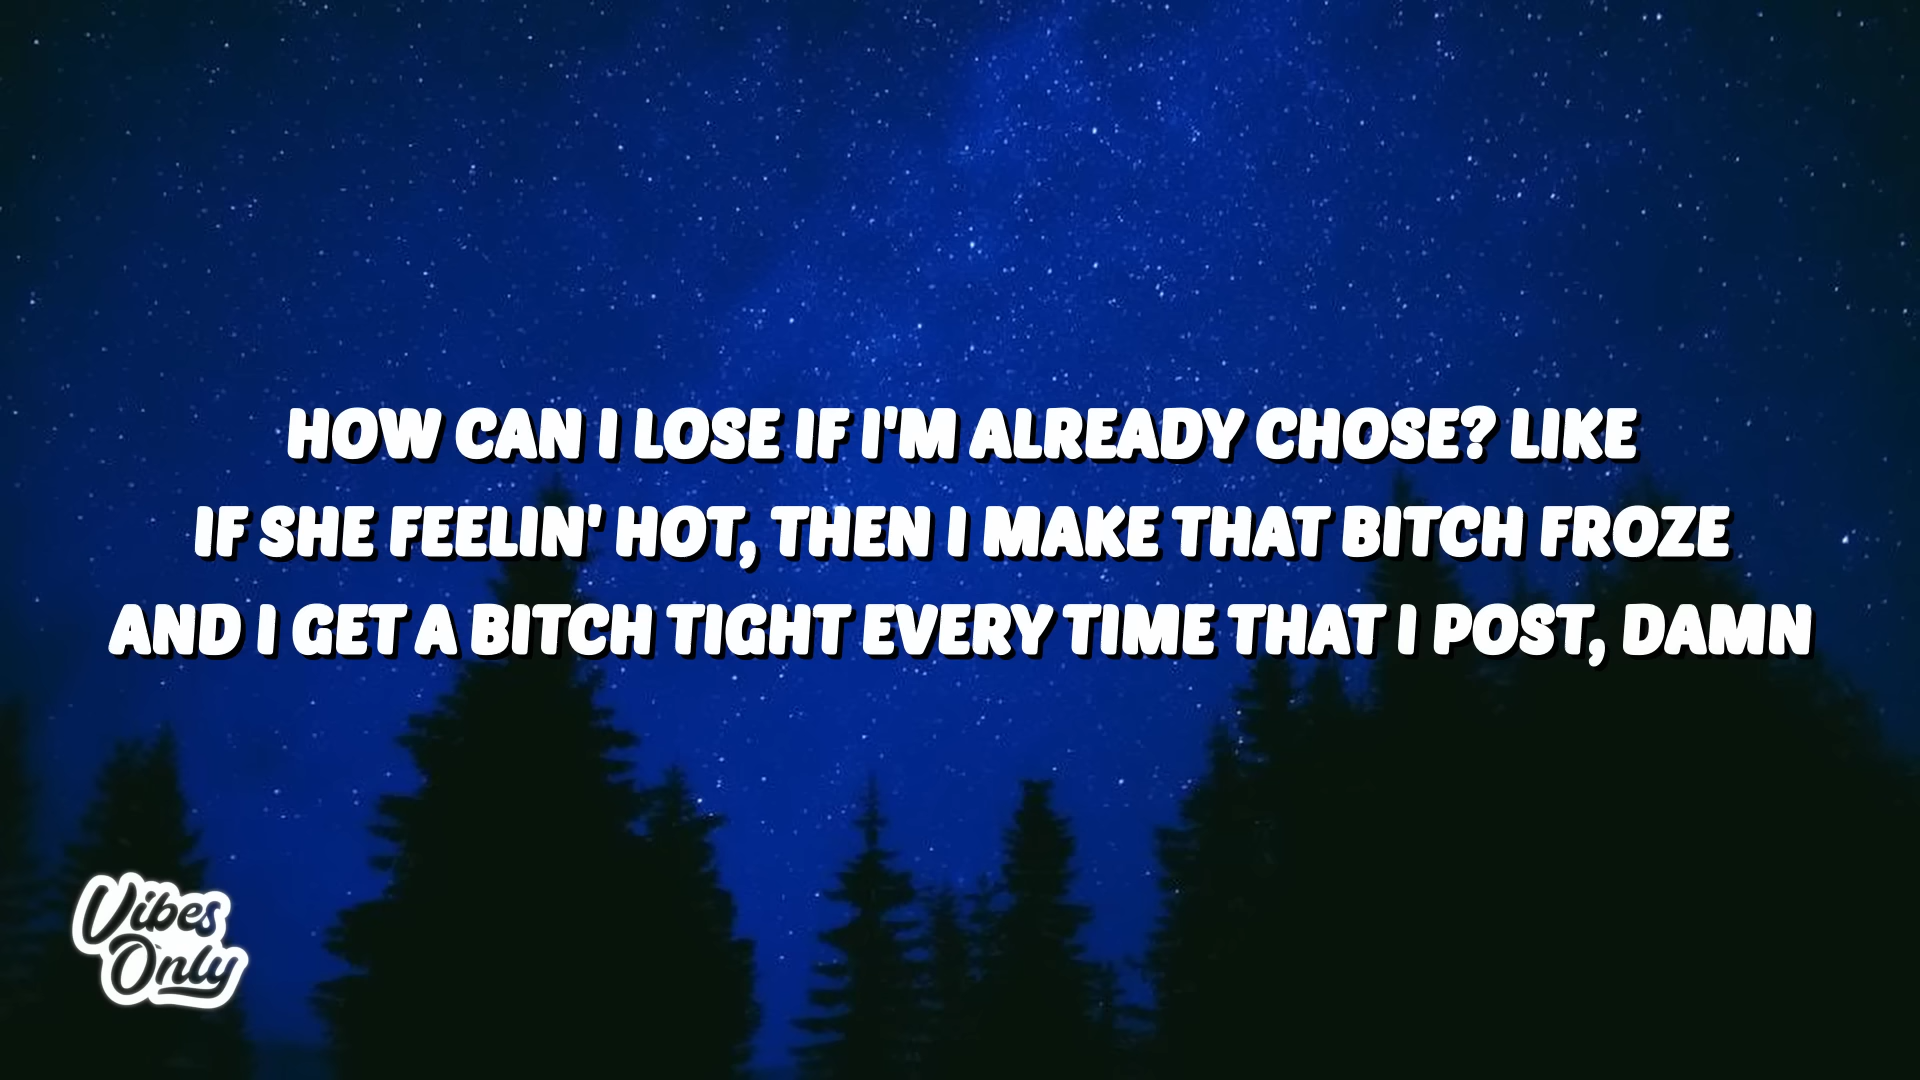 HOW CAN I LOSE IF I'M ALREADY CHOSE? LIKE
IF SHE FEELIN' HOT, THEN I MAKE THAT BITCH FROZE
AND I GET A BITCH TIGHT EVERY TIME THAT I POST, DAMN
Vibes
Only